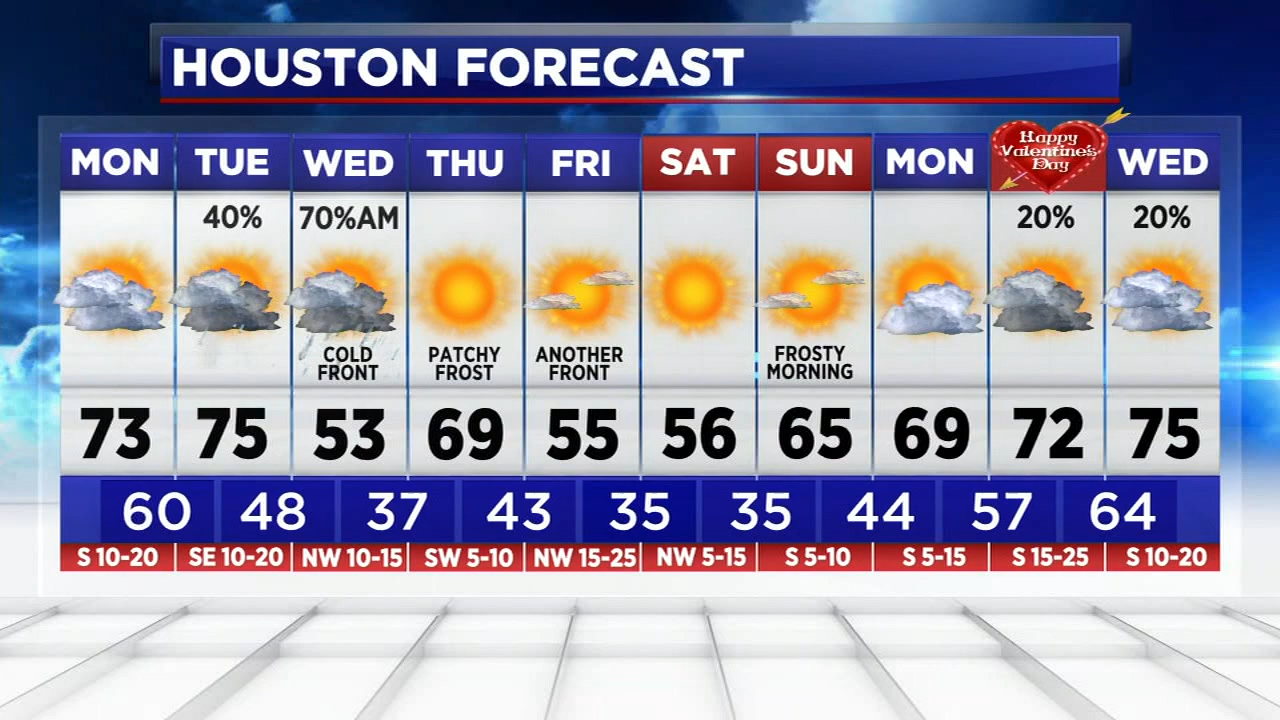 HOUSTON FORECAST
MON TUE WED THU FRI SAT SUN MON Happy Valentine's Day WED
40% 70%AM 20% 20%
COLD FRONT PATCHY FROST ANOTHER FRONT FROSTY MORNING
73 75 53 69 55 56 65 69 72 75
60 48 37 43 35 35 44 57 64
S 10-20 SE 10-20 NW 10-15 SW 5-10 NW 15-25 NW 5-15 S 5-10 S 5-15 S 15-25 S 10-20